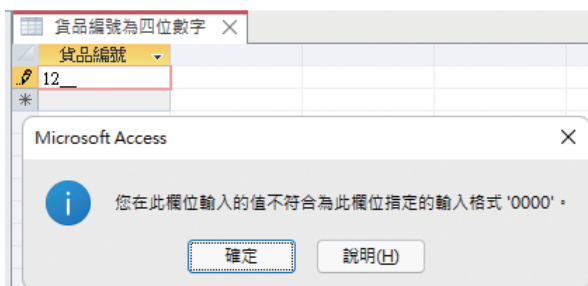 貨品編號為四位數字
貨品編號
12__
Microsoft Access
您在此欄位輸入的值不符合為此欄位指定的輸入格式 '0000'。
確定
說明(H)